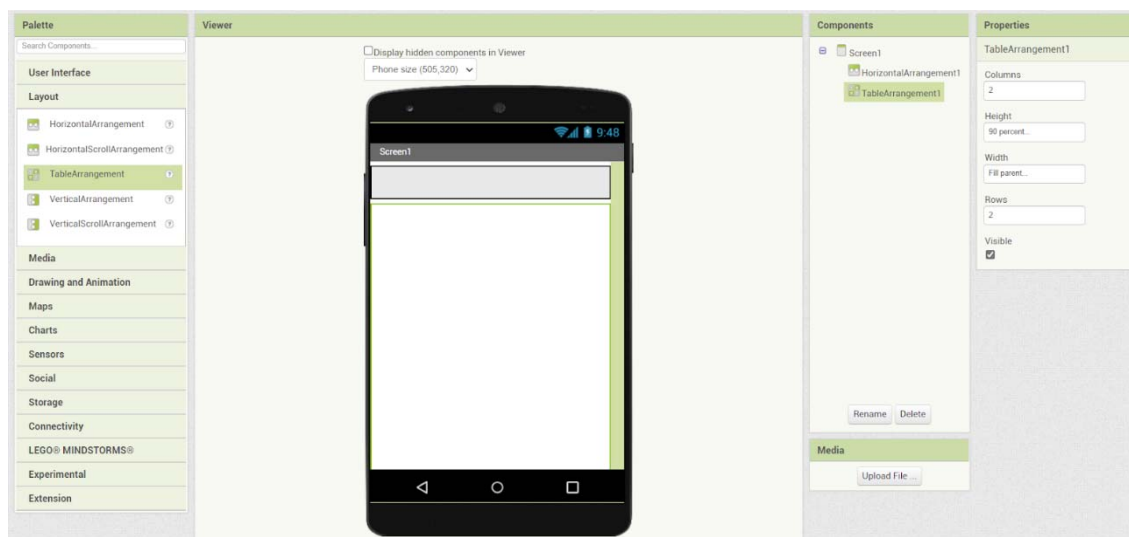 Palette
Search Components...
User Interface
Layout
HorizontalArrangement
HorizontalScrollArrangement
TableArrangement
VerticalArrangement
VerticalScrollArrangement
Media
Drawing and Animation
Maps
Charts
Sensors
Social
Storage
Connectivity
LEGO® MINDSTORMS®
Experimental
Extension
Viewer
Display hidden components in Viewer
Phone size (505,320)
9:48
Screen1
Components
Screen1
HorizontalArrangement1
TableArrangement1
Rename Delete
Media
Upload File ...
Properties
TableArrangement1
Columns
2
Height
90 percent...
Width
Fill parent...
Rows
2
Visible